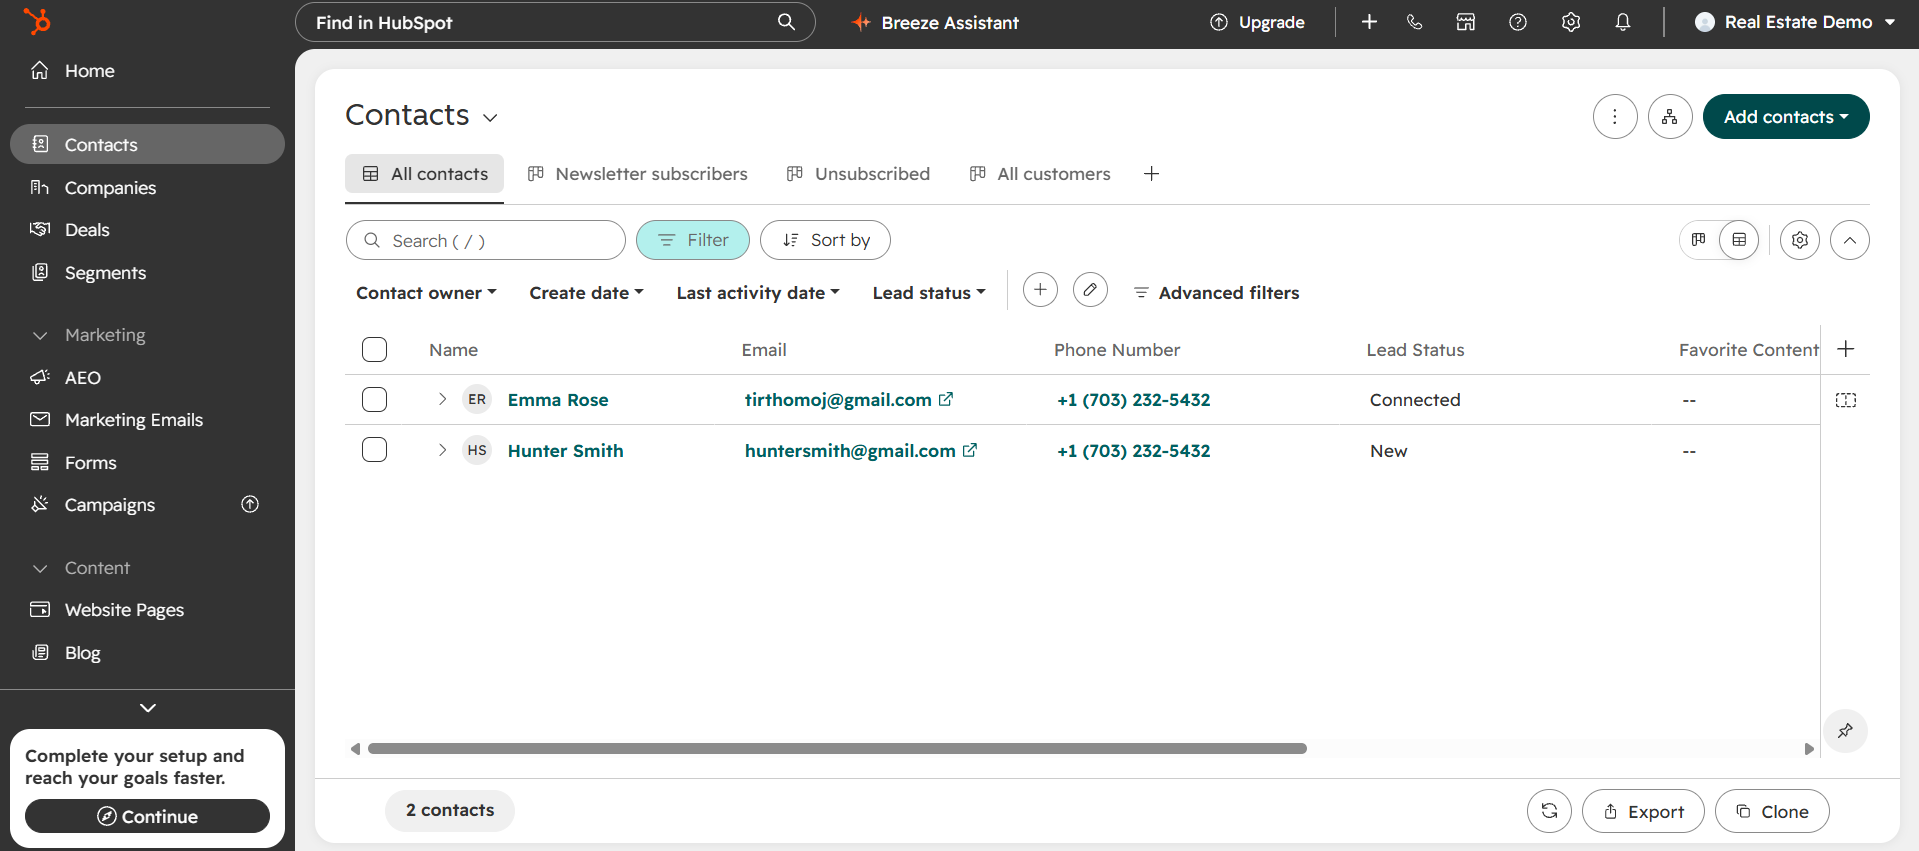 Find in HubSpot
Breeze Assistant
Upgrade
Real Estate Demo
Home
Contacts
Companies
Deals
Segments
Marketing
AEO
Marketing Emails
Forms
Campaigns
Content
Website Pages
Blog
Complete your setup and
reach your goals faster.
Continue
Contacts
Add contacts
All contacts
Newsletter subscribers
Unsubscribed
All customers
Search ( / )
Filter
Sort by
Contact owner
Create date
Last activity date
Lead status
Advanced filters
Name Email Phone Number Lead Status Favorite Content
ER Emma Rose tirthomoj@gmail.com +1 (703) 232-5432 Connected --
HS Hunter Smith huntersmith@gmail.com +1 (703) 232-5432 New --
2 contacts
Export
Clone